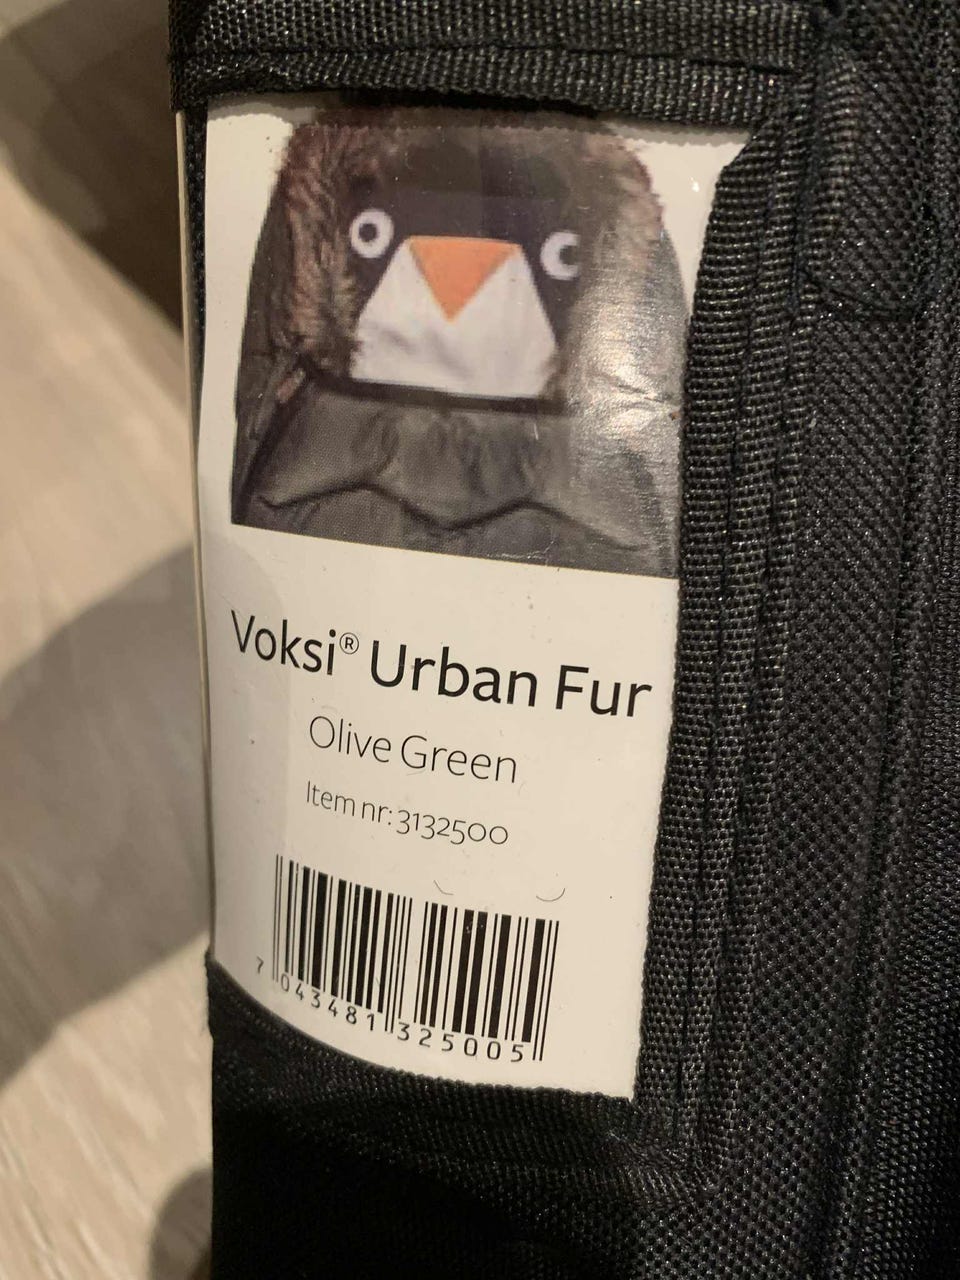 Voksi® Urban Fur
Olive Green
Item nr: 3132500
7 043481 325005